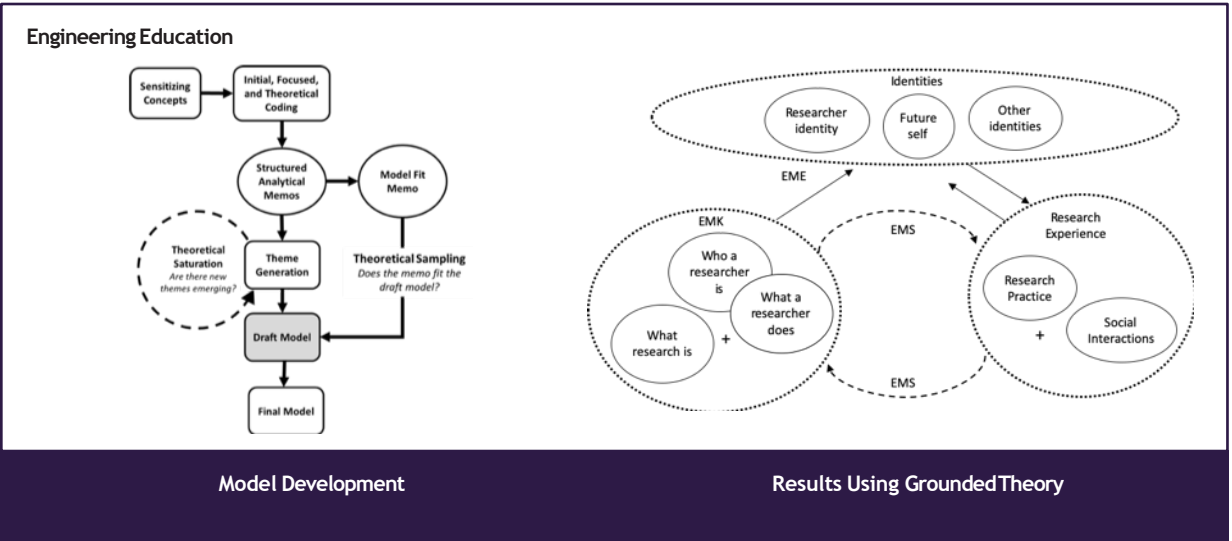 Engineering Education
Sensitizing
Concepts
Initial, Focused,
and Theoretical
Coding
Structured
Analytical
Memos
Model Fit
Memo
Theoretical
Saturation
Are there new
themes emerging?
Theme
Generation
Theoretical Sampling
Does the memo fit the
draft model?
Draft Model
Final Model
Identities
Researcher
identity
Future
self
Other
identities
EME
EMK
Who a
researcher
is
What a
researcher
does
What
research is
+
EMS
EMS
Research
Experience
Research
Practice
+
Social
Interactions
Model Development
Results Using Grounded Theory